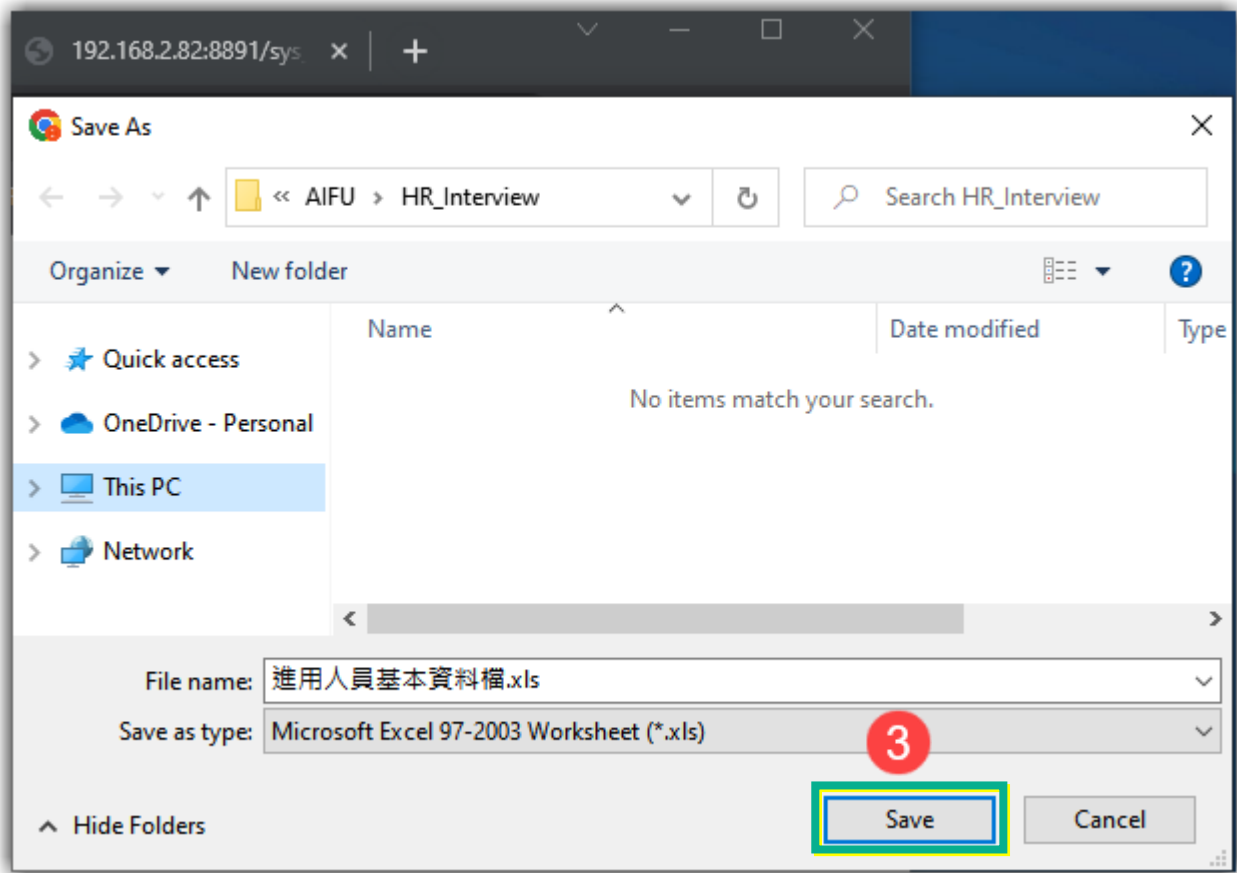 192.168.2.82:8891/sys
Save As
« AIFU > HR_Interview
Search HR_Interview
Organize
New folder
Name
Date modified
Type
Quick access
No items match your search.
OneDrive - Personal
This PC
Network
File name: 進用人員基本資料檔.xls
Save as type: Microsoft Excel 97-2003 Worksheet (*.xls)
3
Hide Folders
Save
Cancel